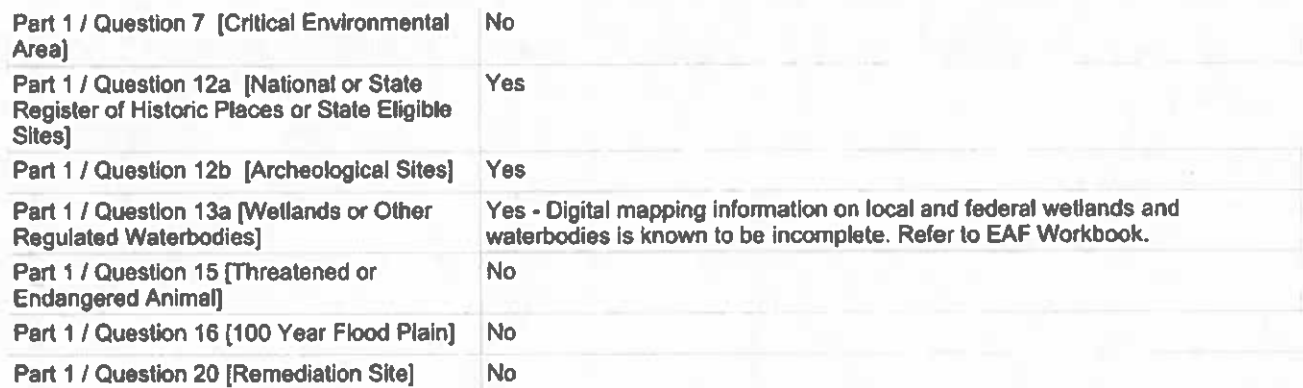 Part 1 / Question 7 [Critical Environmental Area] No
Part 1 / Question 12a [National or State Register of Historic Places or State Eligible Sites] Yes
Part 1 / Question 12b [Archeological Sites] Yes
Part 1 / Question 13a [Wetlands or Other Regulated Waterbodies] Yes - Digital mapping information on local and federal wetlands and waterbodies is known to be incomplete. Refer to EAF Workbook.
Part 1 / Question 15 [Threatened or Endangered Animal] No
Part 1 / Question 16 [100 Year Flood Plain] No
Part 1 / Question 20 [Remediation Site] No